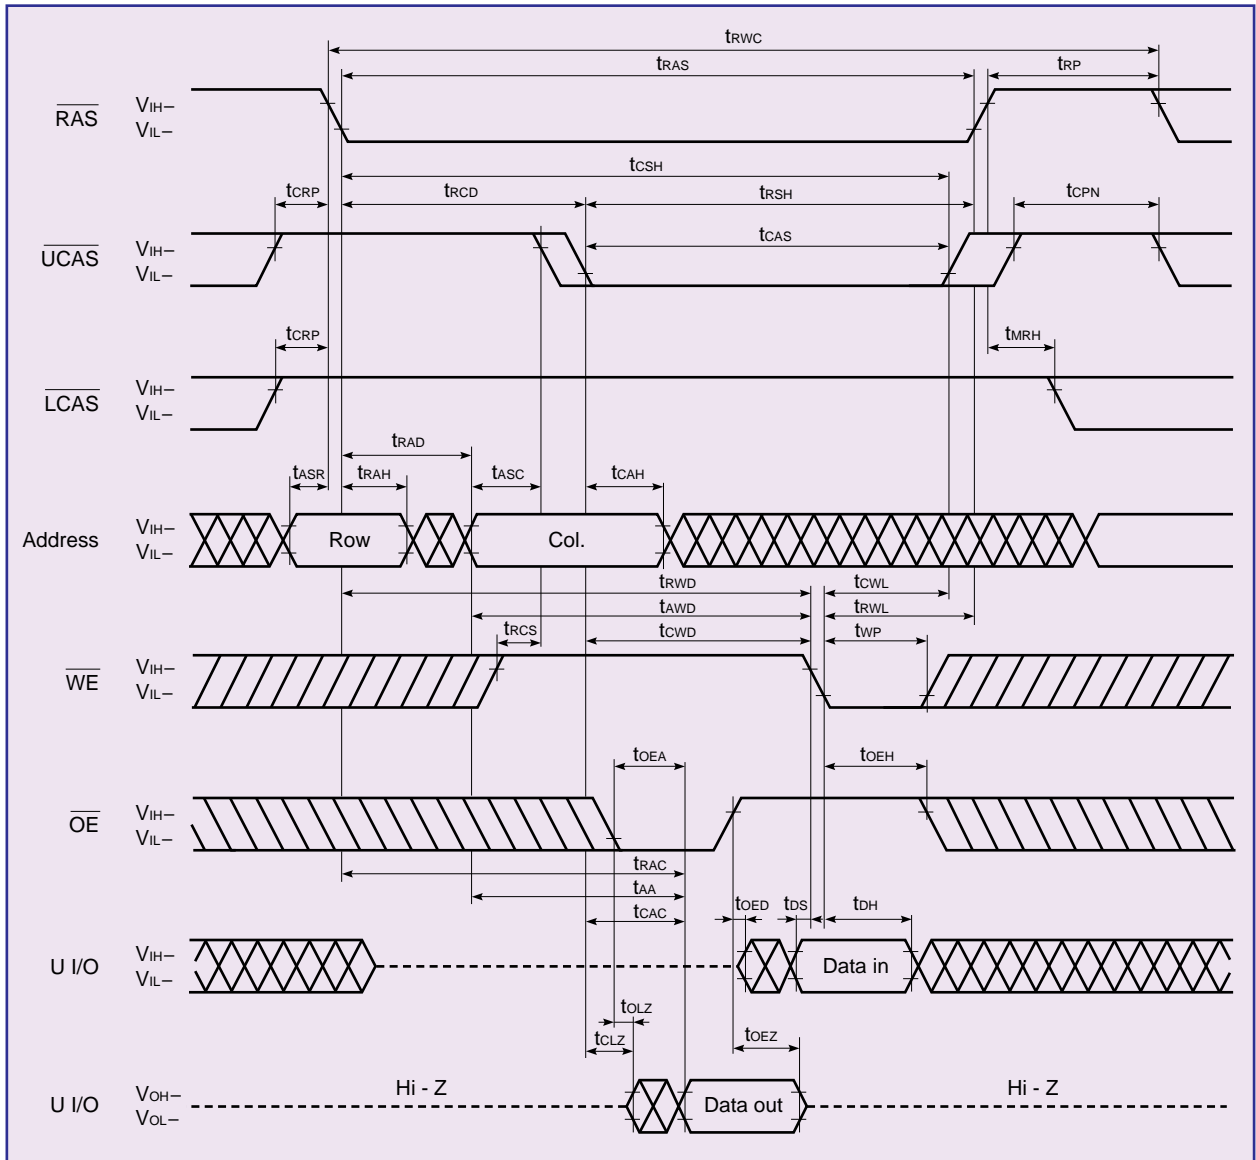 tRWC
tRAS tRP
RAS VIH–
VIL–
tCSH
tCRP tRCD tRSH tCPN
UCAS VIH– tCAS
VIL–
tCRP tMRH
LCAS VIH–
VIL–
tRAD
tASR tRAH tASC tCAH
Address VIH– Row Col.
VIL–
tRWD tCWL
tAWD tRWL
tRCS tCWD tWP
WE VIH–
VIL–
tOEA tOEH
OE VIH–
VIL–
tRAC
tAA
tCAC tOED tDS tDH
U I/O VIH– Data in
VIL–
tOLZ
tCLZ tOEZ
U I/O VOH– Hi - Z Data out Hi - Z
VOL–